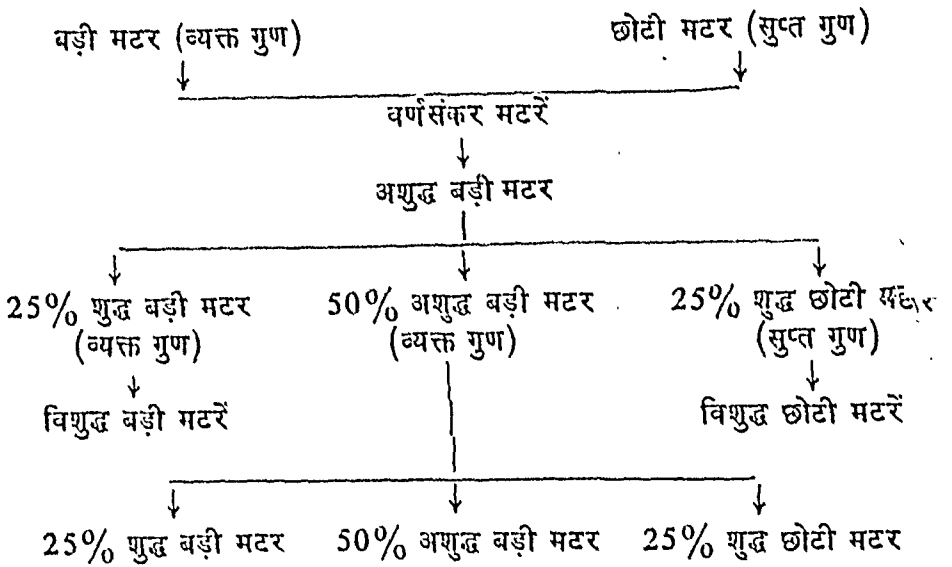 बड़ी मटर (व्यक्त गुण) छोटी मटर (सुप्त गुण)
वर्णसंकर मटरें
अशुद्ध बड़ी मटर
25% शुद्ध बड़ी मटर 50% अशुद्ध बड़ी मटर 25% शुद्ध छोटी मटर
(व्यक्त गुण) (व्यक्त गुण) (सुप्त गुण)
विशुद्ध बड़ी मटरें विशुद्ध छोटी मटरें
25% शुद्ध बड़ी मटर 50% अशुद्ध बड़ी मटर 25% शुद्ध छोटी मटर